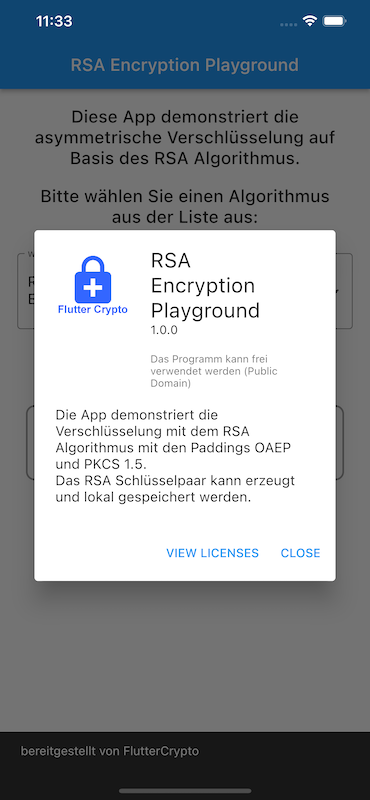 11:33
RSA Encryption Playground
Diese App demonstriert die
asymmetrische Verschlüsselung auf
Basis des RSA Algorithmus.
Bitte wählen Sie einen Algorithmus
aus der Liste aus:
RSA
Encryption
Playground
1.0.0
Flutter Crypto
Das Programm kann frei
verwendet werden (Public
Domain)
Die App demonstriert die
Verschlüsselung mit dem RSA
Algorithmus mit den Paddings OAEP
und PKCS 1.5.
Das RSA Schlüsselpaar kann erzeugt
und lokal gespeichert werden.
VIEW LICENSES CLOSE
bereitgestellt von FlutterCrypto